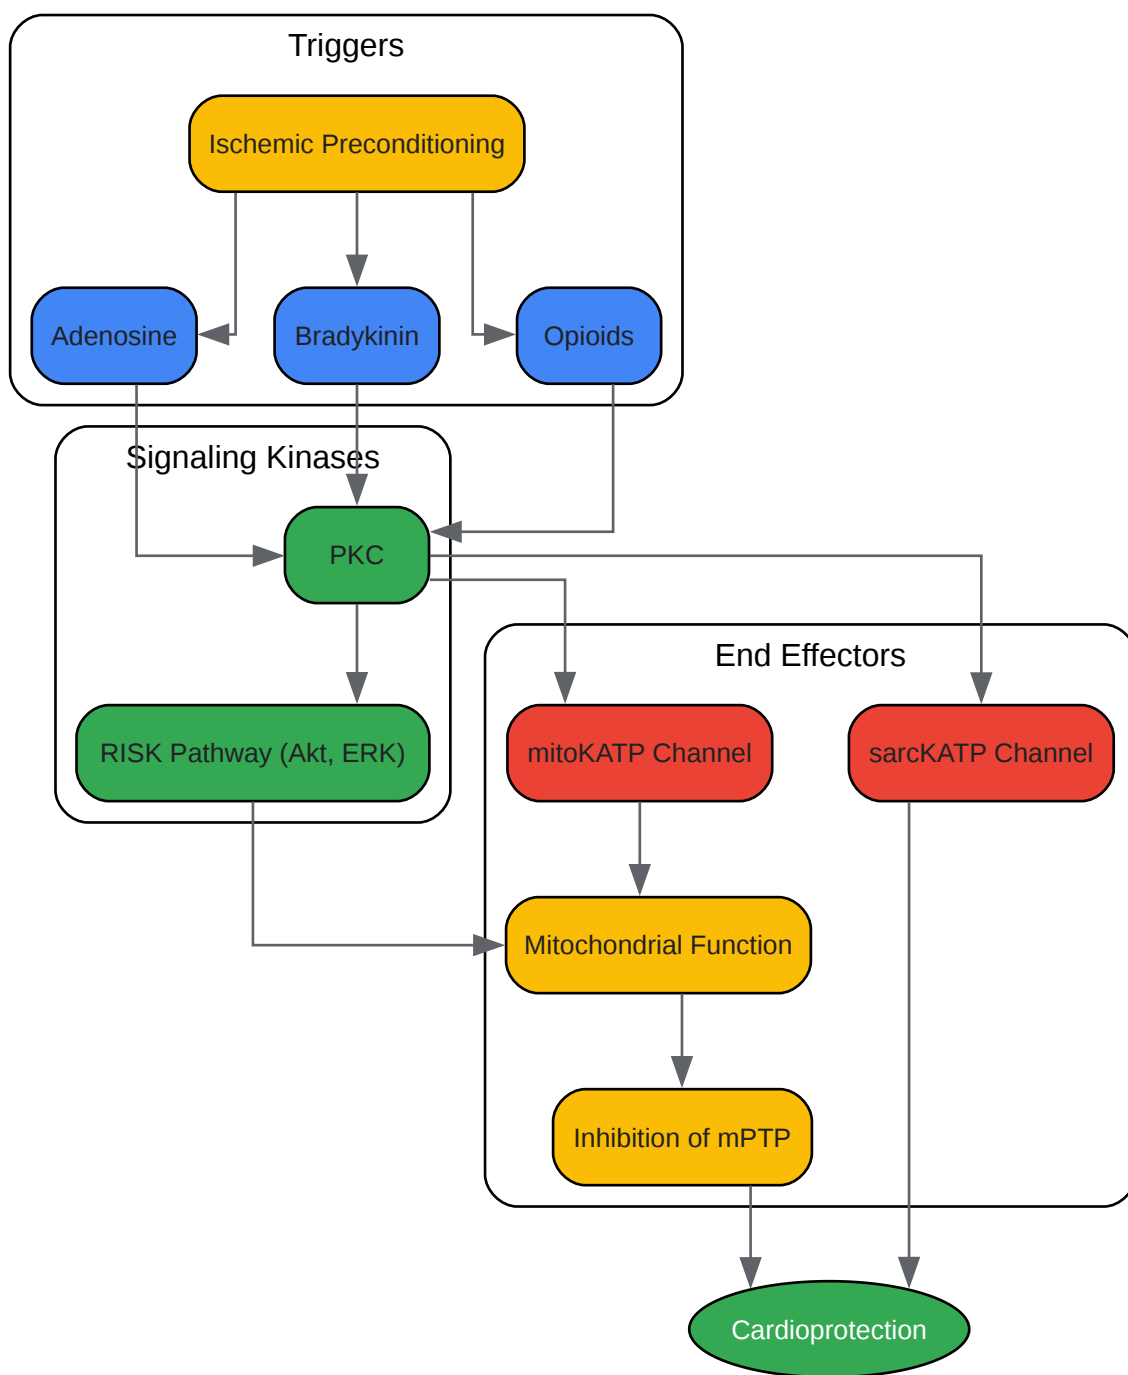 Triggers
Ischemic Preconditioning
Adenosine
Bradykinin
Opioids
Signaling Kinases
PKC
End Effectors
RISK Pathway (Akt, ERK)
mitoKATP Channel
sarcKATP Channel
Mitochondrial Function
Inhibition of mPTP
Cardioprotection